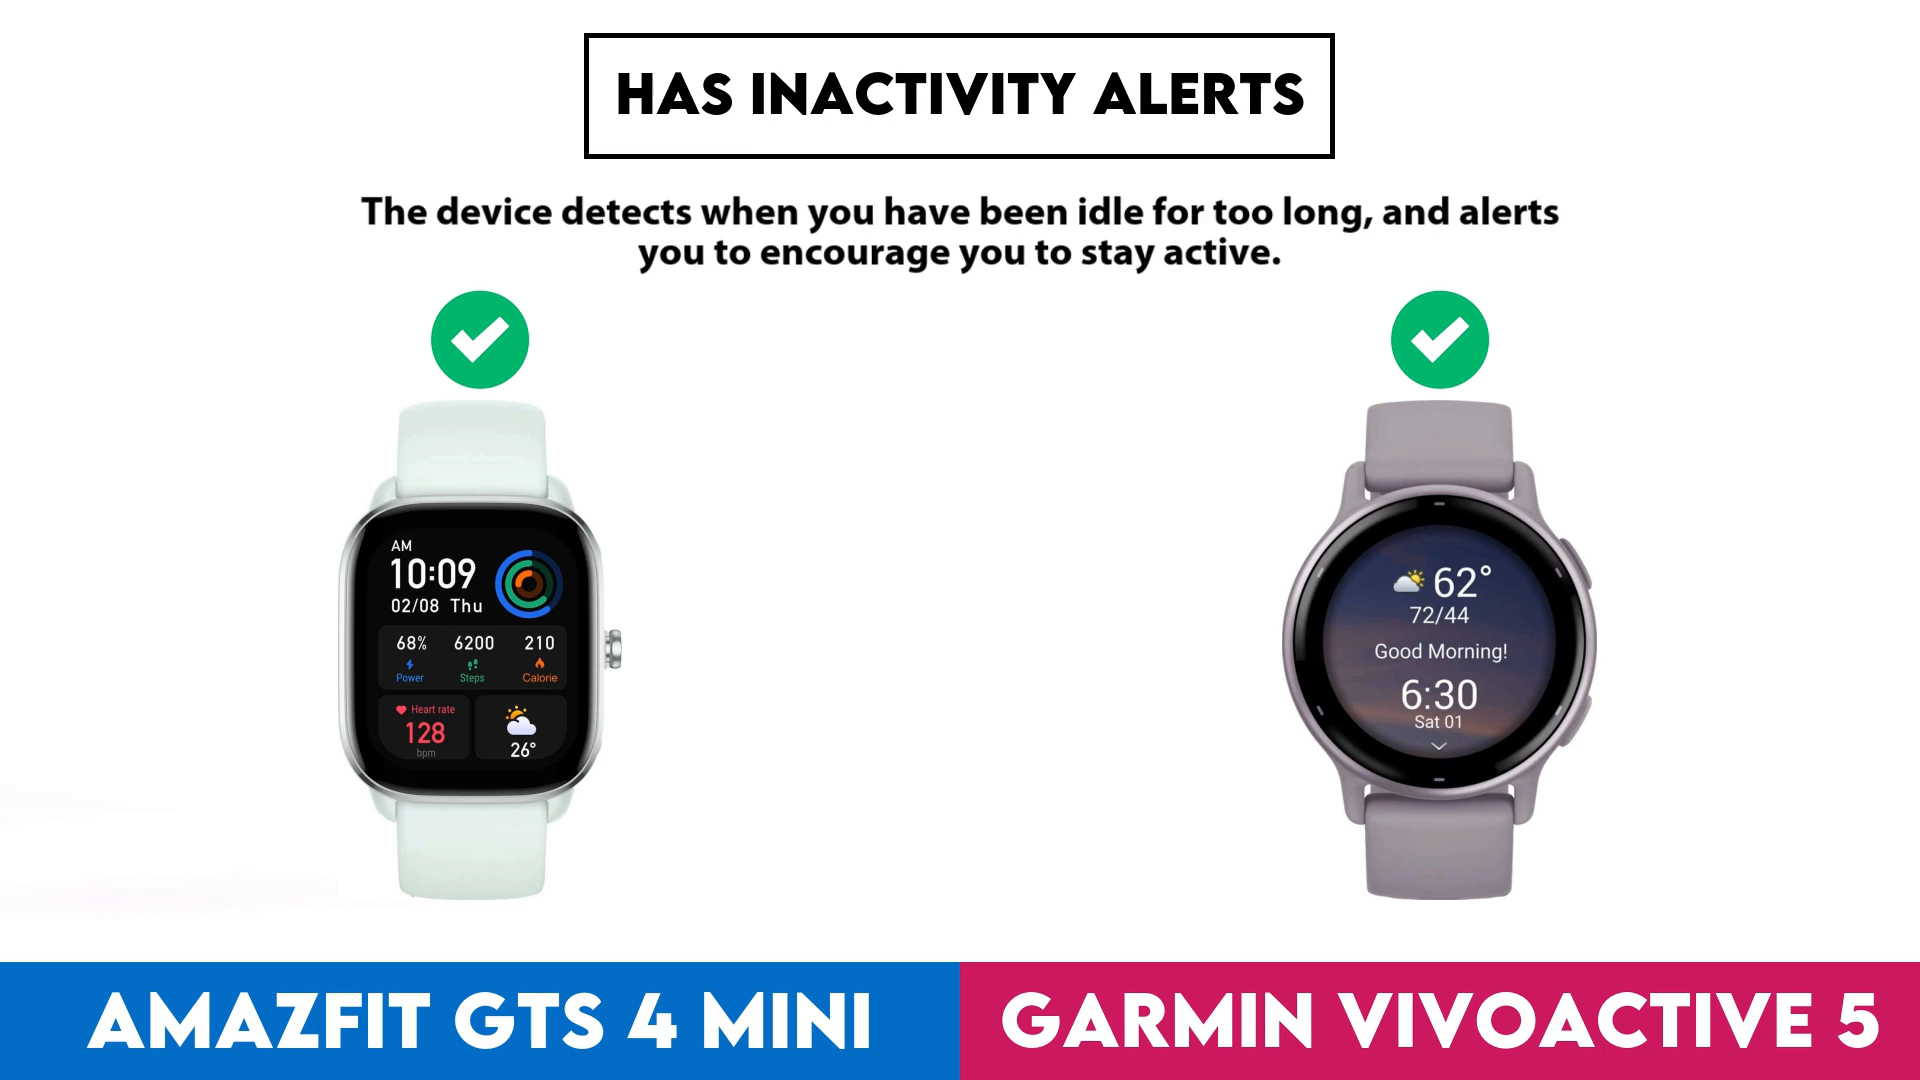 HAS INACTIVITY ALERTS
The device detects when you have been idle for too long, and alerts
you to encourage you to stay active.
AM
10:09
02/08 Thu
68% 6200 210
Power Steps Calorie
Heart rate
128
bpm
26°
62°
72/44
Good Morning!
6:30
Sat 01
AMAZFIT GTS 4 MINI
GARMIN VIVOACTIVE 5